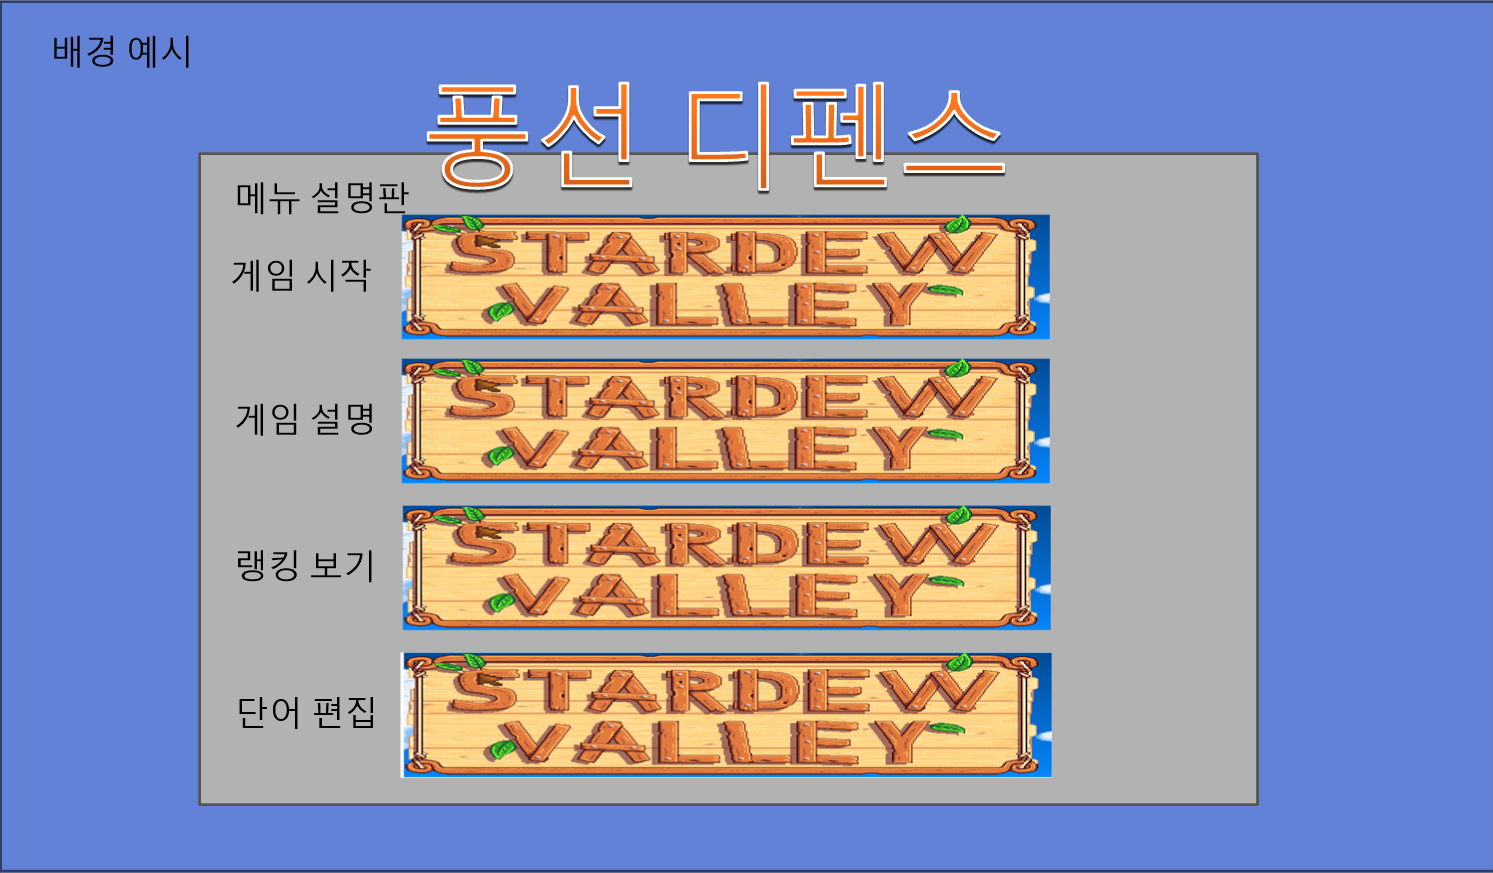 배경 예시
풍선 디펜스
메뉴 설명판
게임 시작
STARDEW
VALLEY
게임 설명
STARDEW
VALLEY
랭킹 보기
STARDEW
VALLEY
단어 편집
STARDEW
VALLEY